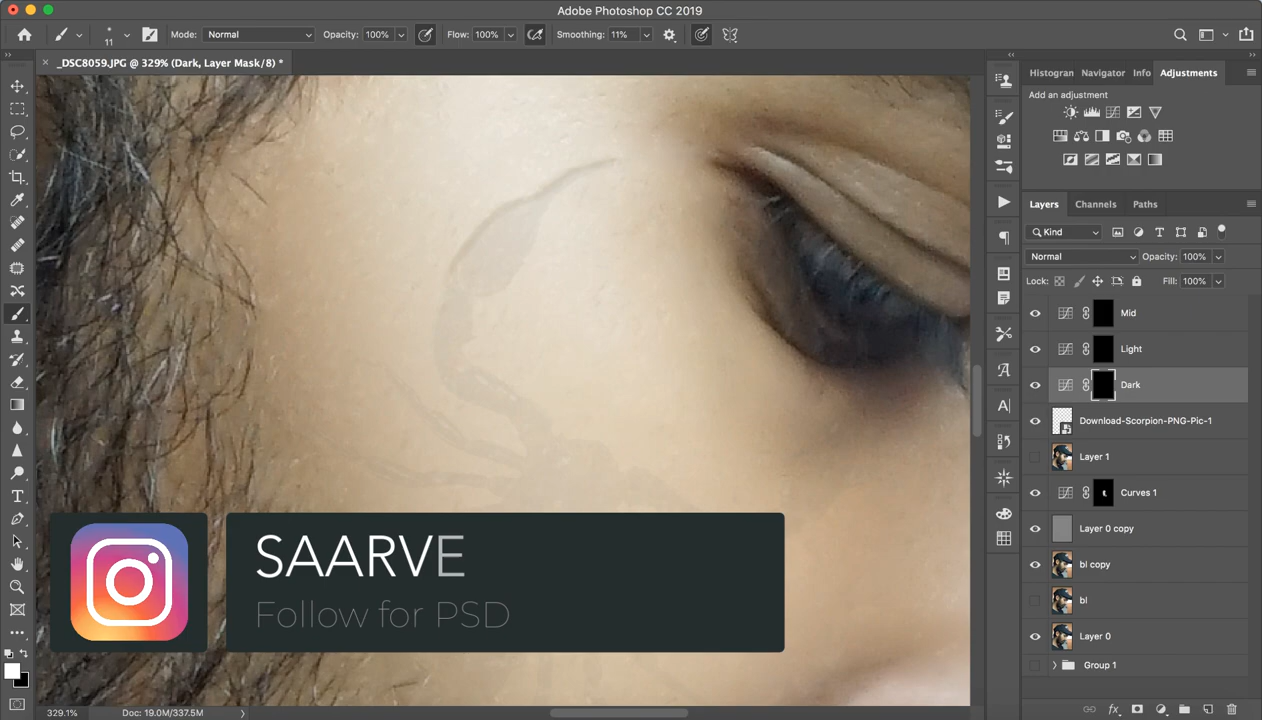 Adobe Photoshop CC 2019
11
Mode: Normal
Opacity: 100%
Flow: 100%
Smoothing: 11%
_DSC8059.JPG @ 329% (Dark, Layer Mask/8) *
Histogran
Navigator
Info
Adjustments
Add an adjustment
Layers
Channels
Paths
Kind
Normal
Opacity: 100%
Lock:
Fill: 100%
Mid
Light
Dark
Download-Scorpion-PNG-Pic-1
Layer 1
Curves 1
Layer 0 copy
bl copy
bl
Layer 0
Group 1
SAARVE
Follow for PSD
329.1%
Doc: 19.0M/337.5M